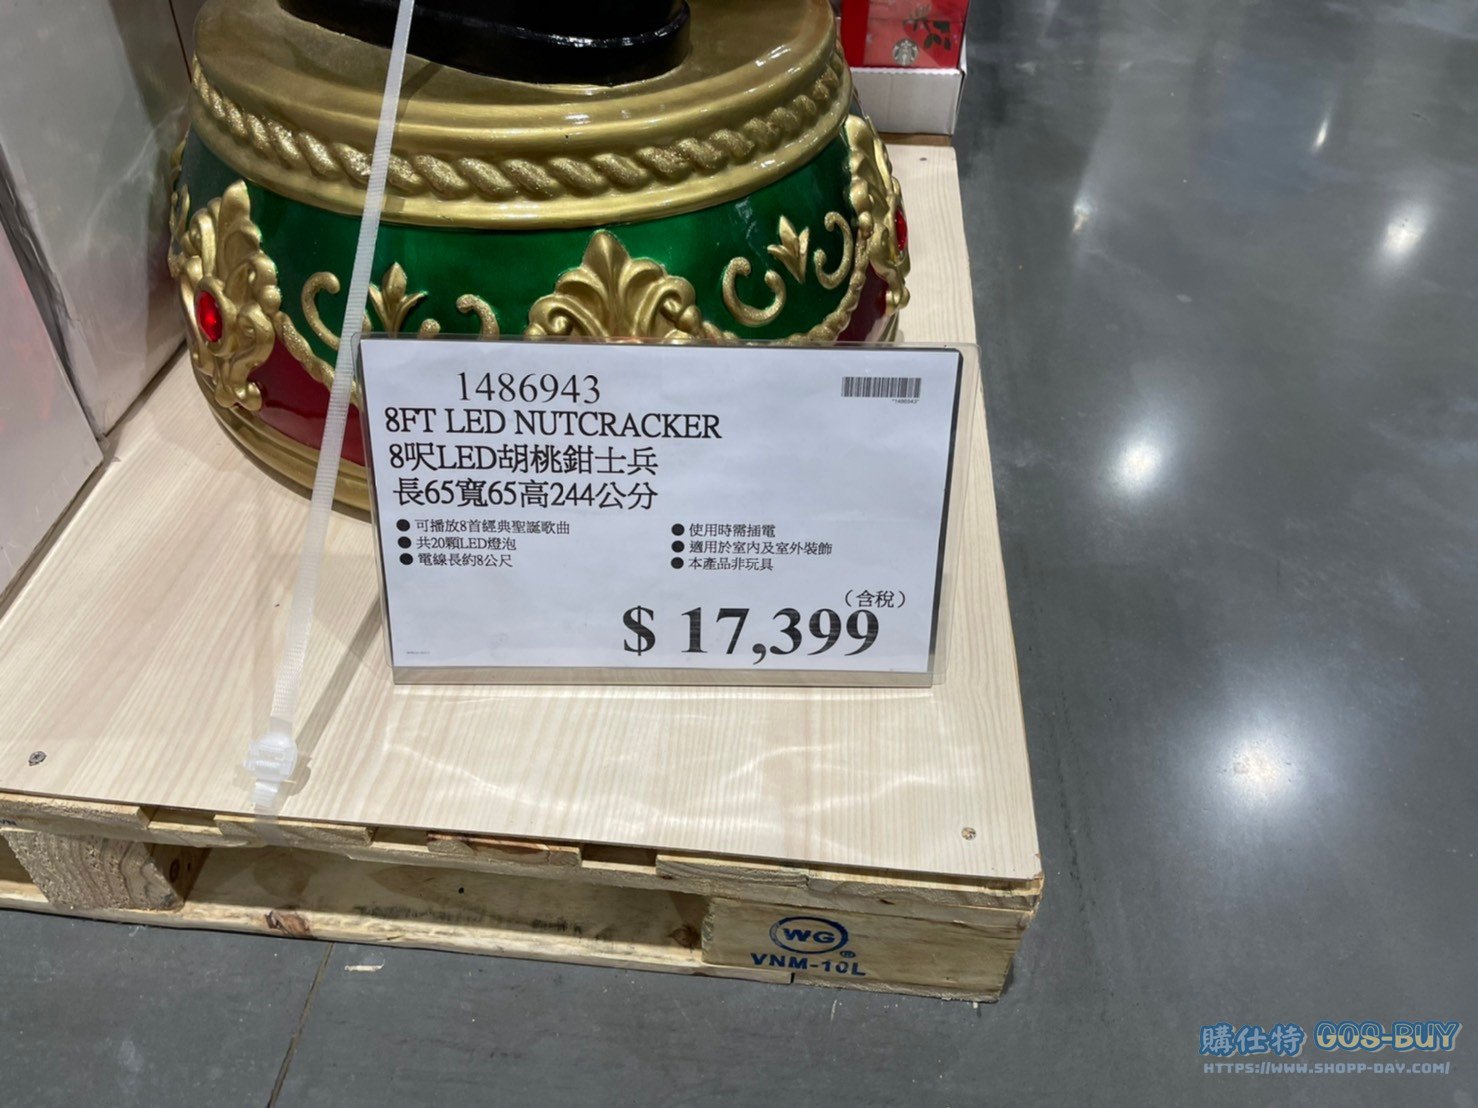 1486943
*1486943*
8FT LED NUTCRACKER
8呎LED胡桃鉗士兵
長65寬65高244公分
● 可播放8首經典聖誕歌曲
● 共20顆LED燈泡
● 電線長約8公尺
● 使用時需插電
● 適用於室內及室外裝飾
● 本產品非玩具
（含稅）
$ 17,399
WG
VNM-10L
購仕特 GOS-BUY
HTTPS://WWW.SHOPP-DAY.COM/